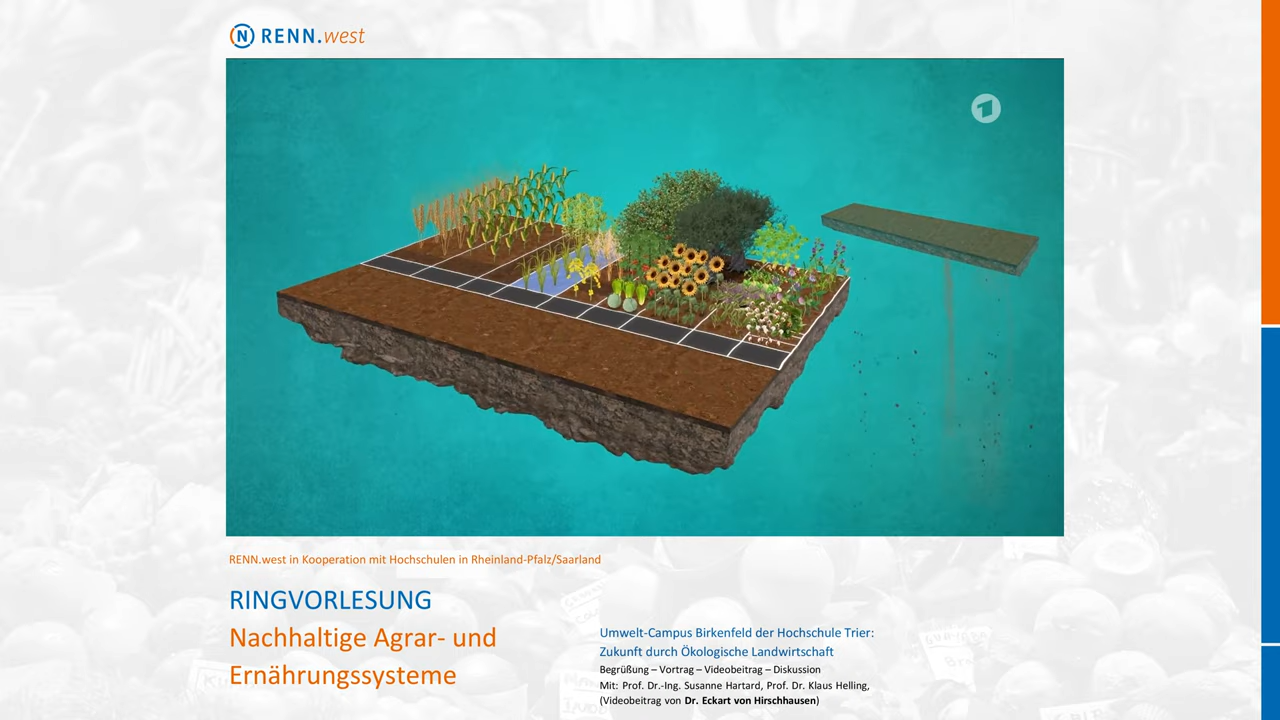 RENN.west
RENN.west in Kooperation mit Hochschulen in Rheinland-Pfalz/Saarland
RINGVORLESUNG
Nachhaltige Agrar- und
Ernährungssysteme
Umwelt-Campus Birkenfeld der Hochschule Trier:
Zukunft durch Ökologische Landwirtschaft
Begrüßung – Vortrag – Videobeitrag – Diskussion
Mit: Prof. Dr.-Ing. Susanne Hartard, Prof. Dr. Klaus Helling,
(Videobeitrag von Dr. Eckart von Hirschhausen)